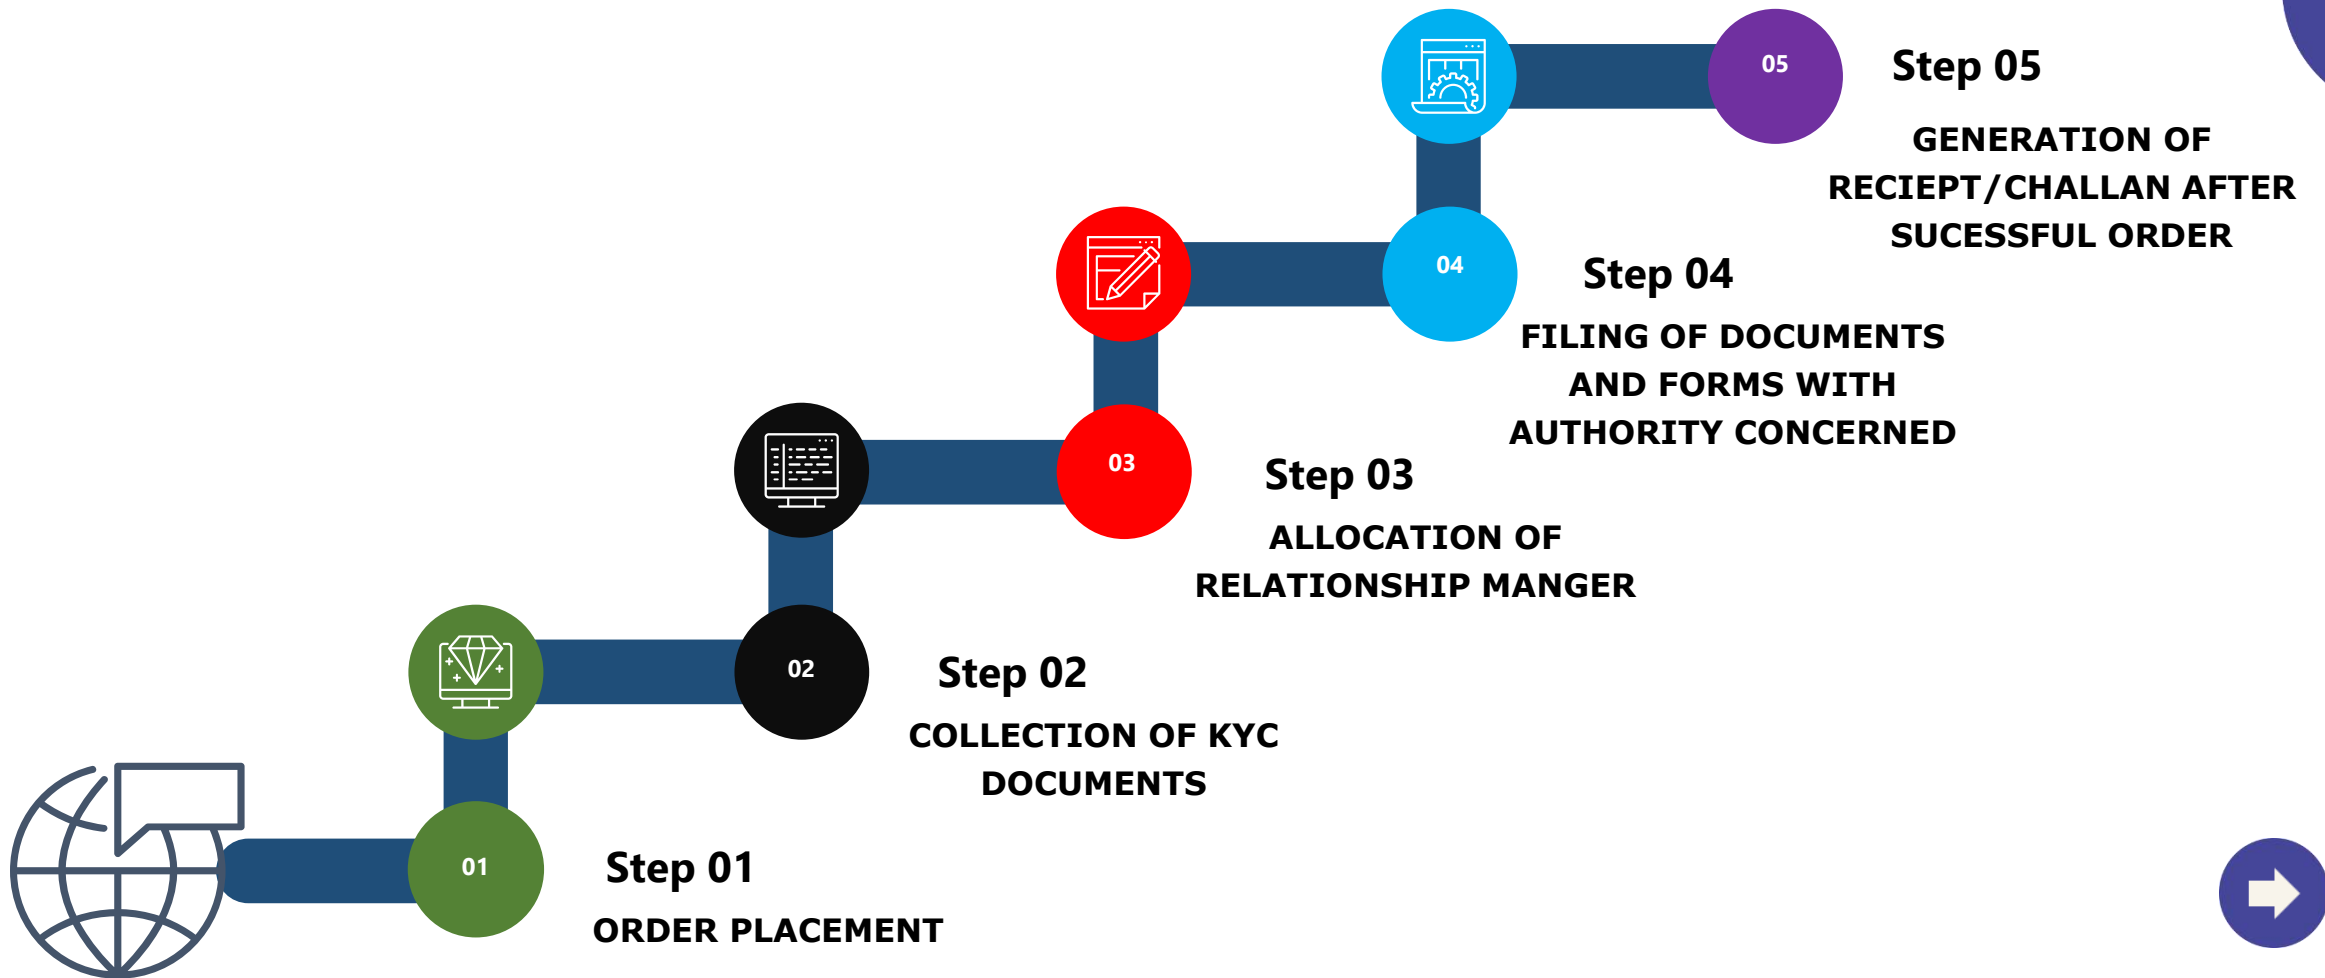 05
Step 05
GENERATION OF
RECIEPT/CHALLAN AFTER
SUCESSFUL ORDER
04
Step 04
FILING OF DOCUMENTS
AND FORMS WITH
AUTHORITY CONCERNED
03
Step 03
ALLOCATION OF
RELATIONSHIP MANGER
02
Step 02
COLLECTION OF KYC
DOCUMENTS
01
Step 01
ORDER PLACEMENT